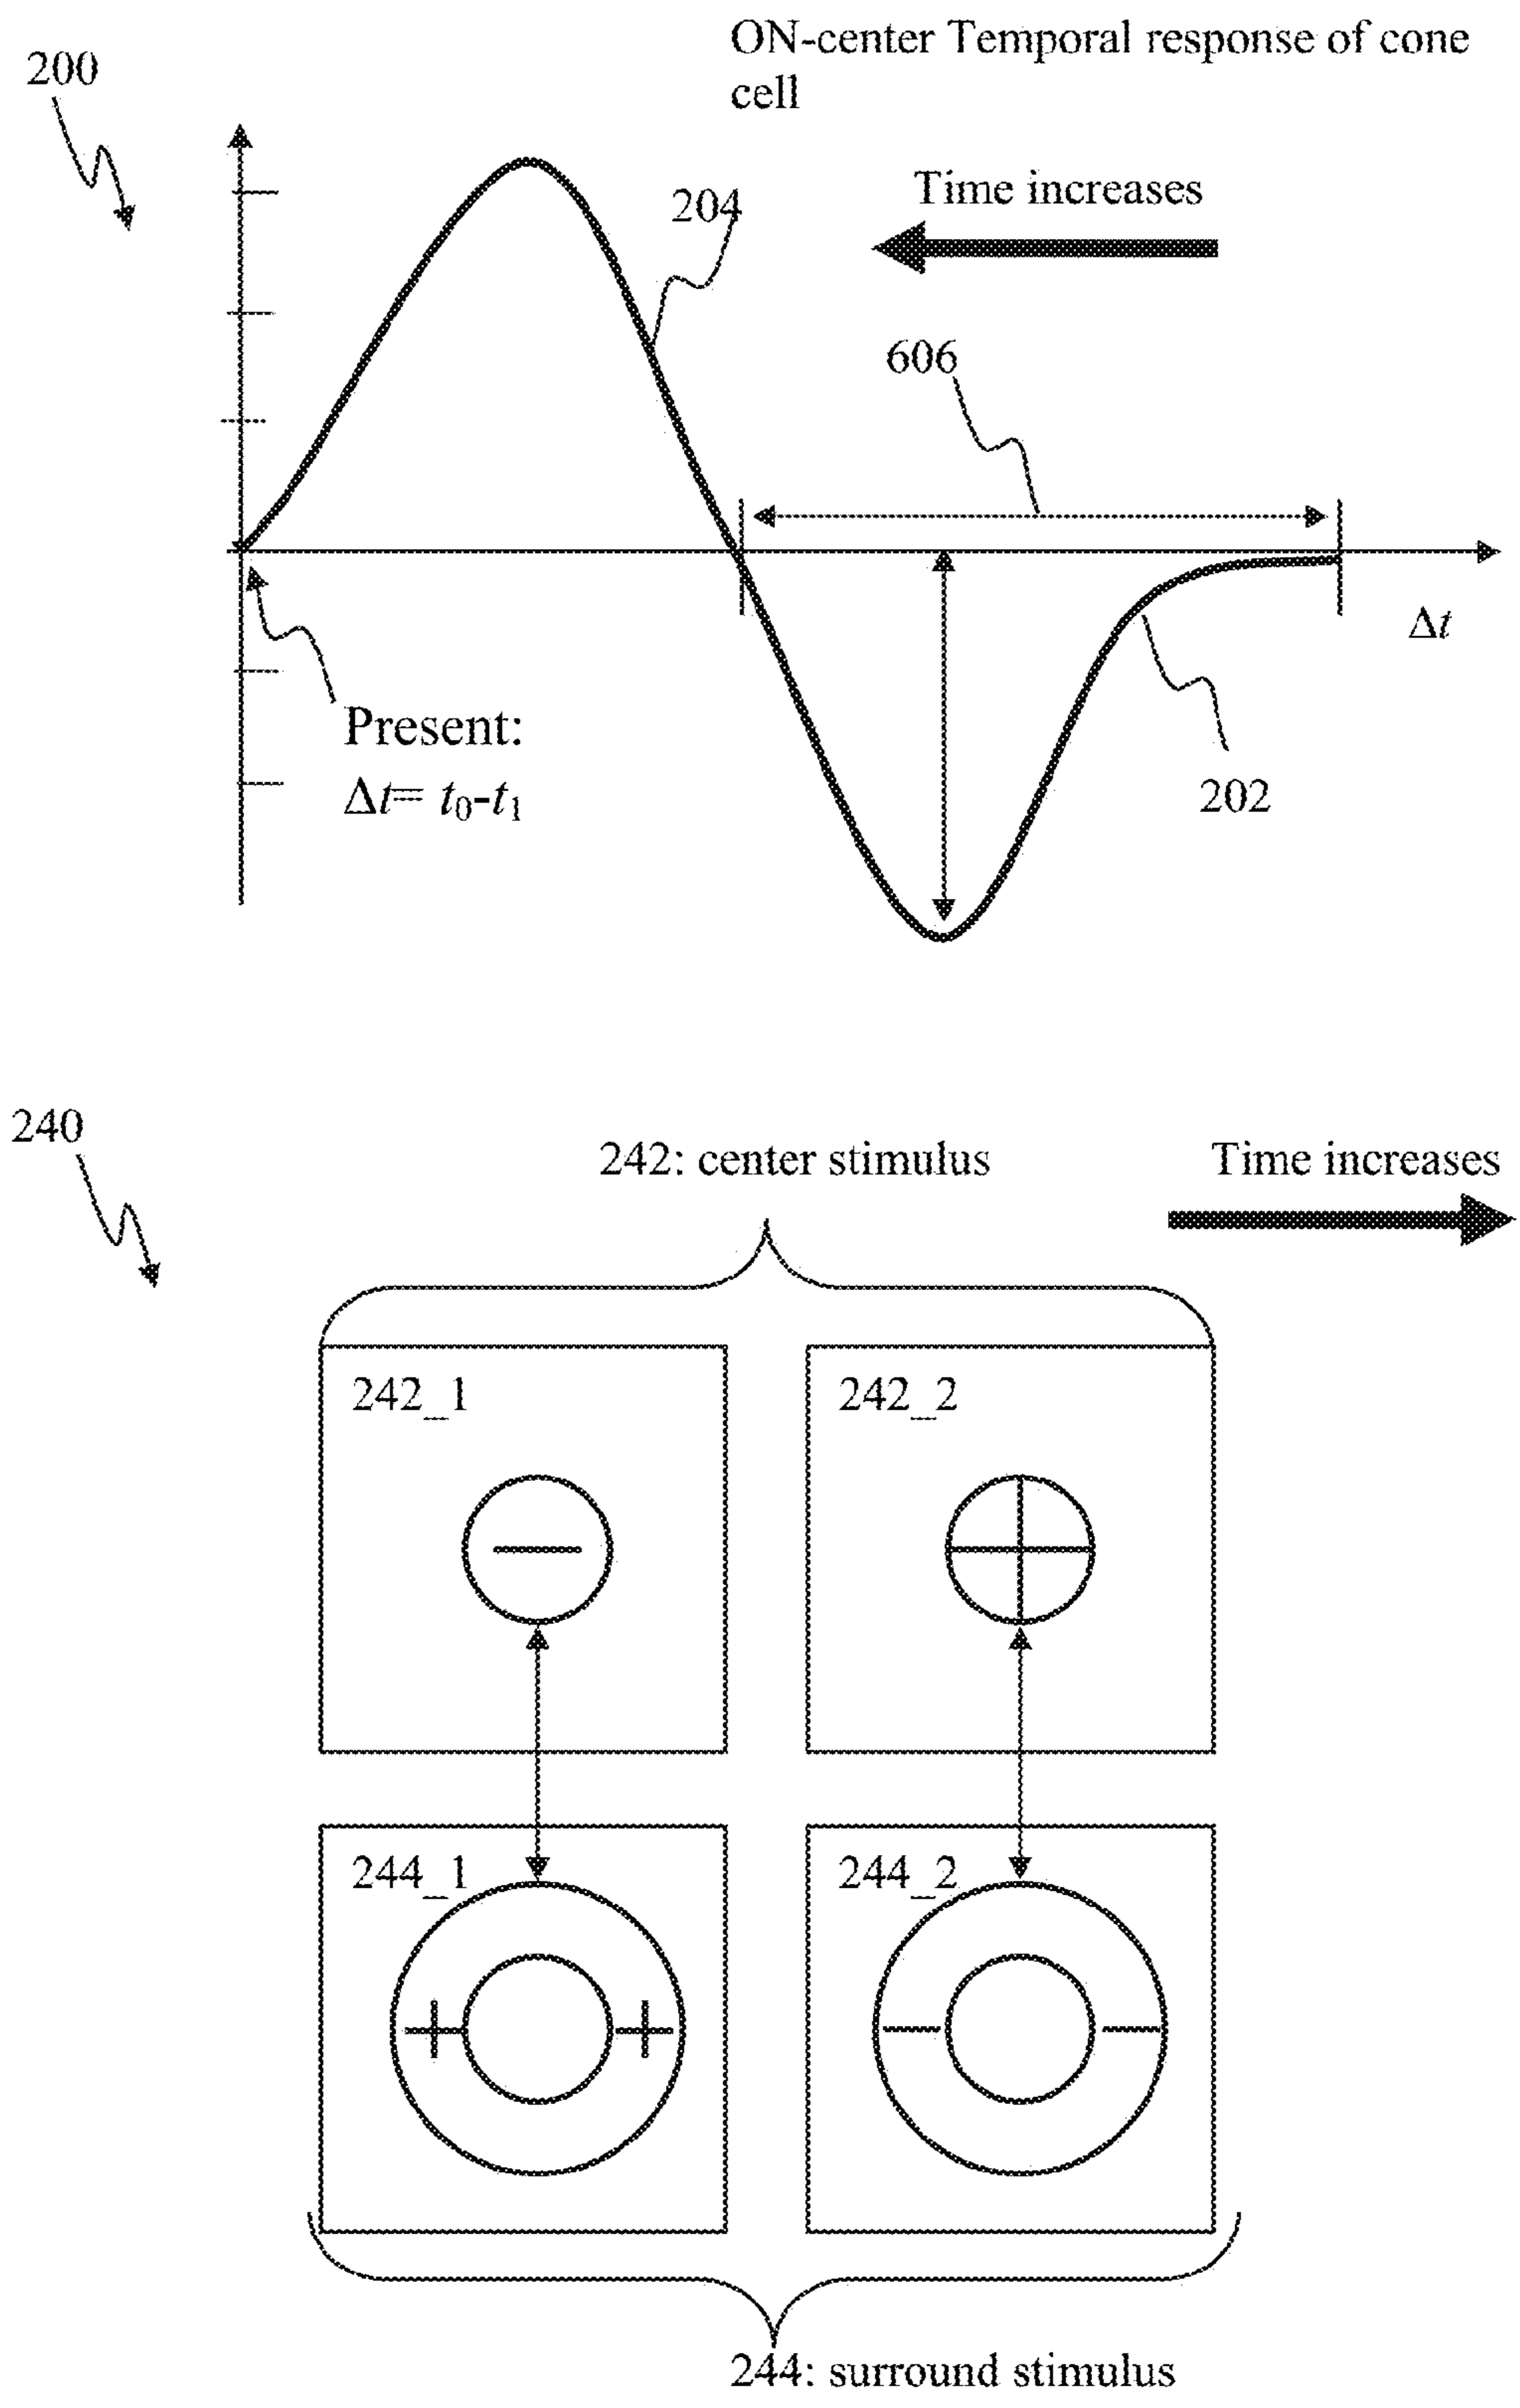 ON-center Temporal response of cone
cell
200
Time increases
204
606
Δt
Present:
Δt= t₀-t₁
202
240
242: center stimulus
Time increases
242_1
242_2
244_1
244_2
244: surround stimulus